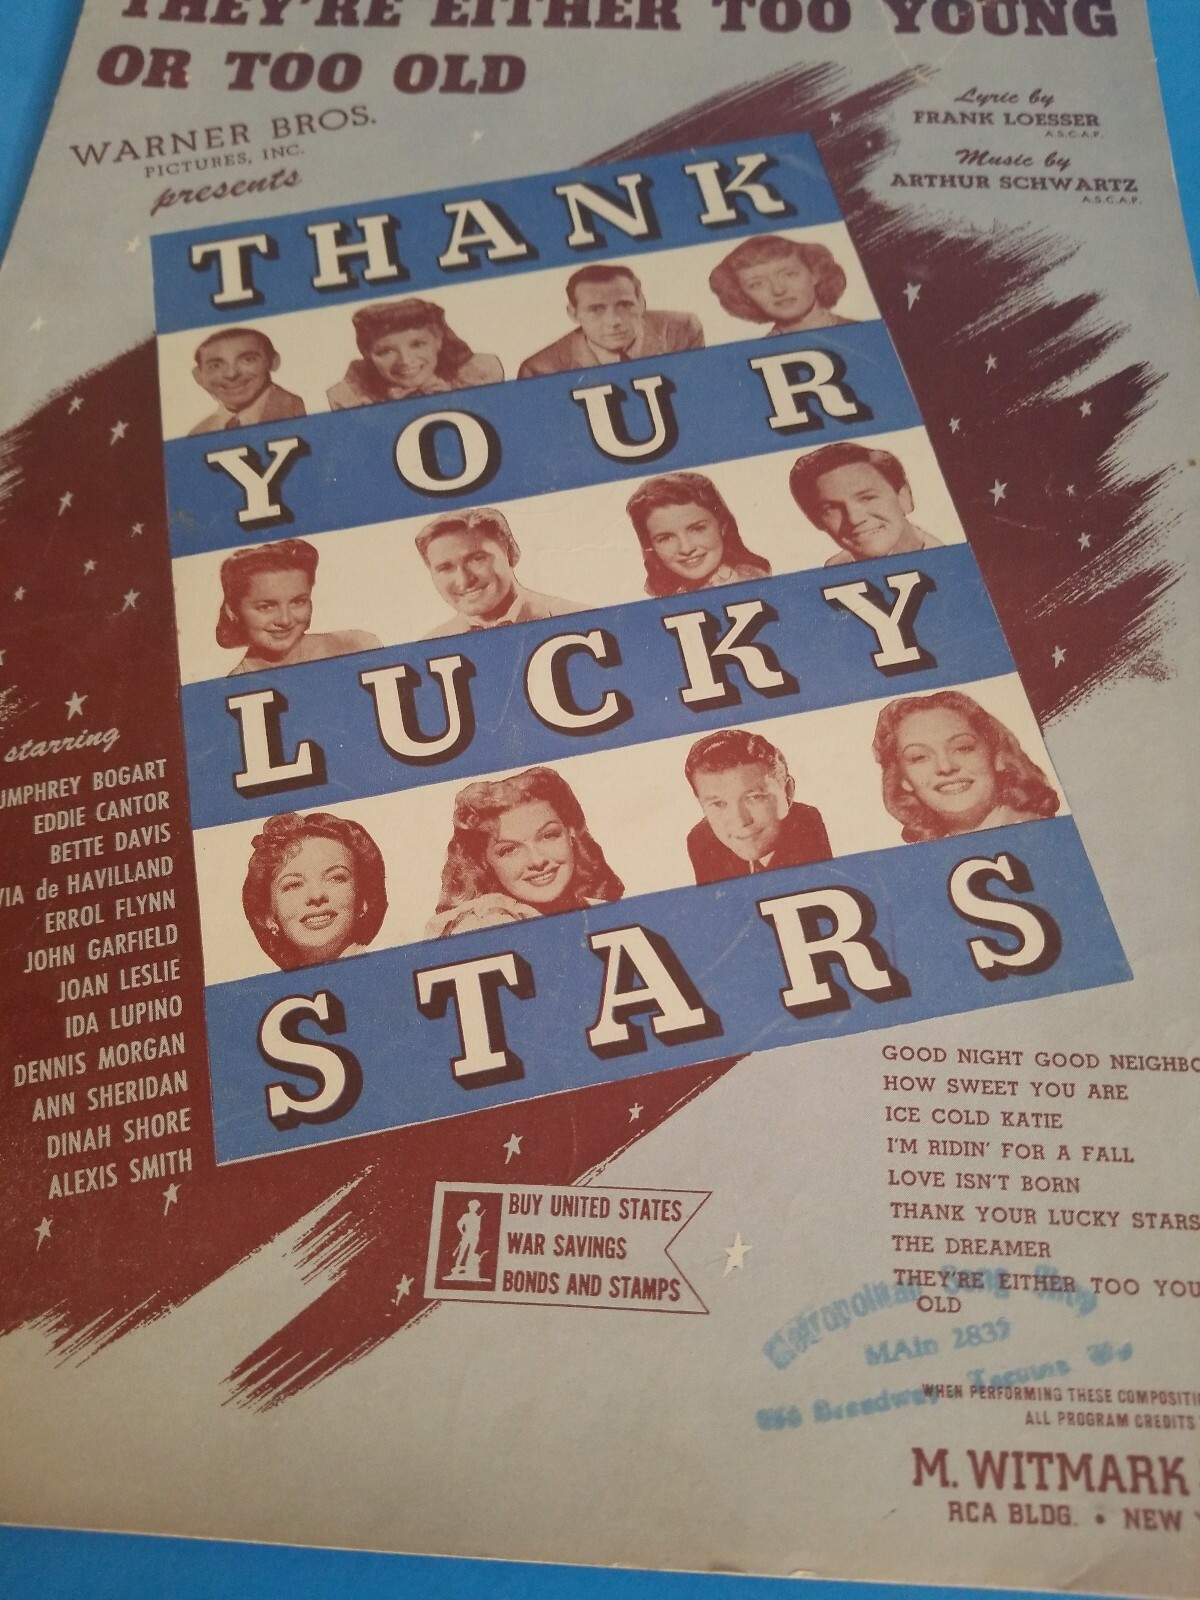 THEY'RE EITHER TOO YOUNG
OR TOO OLD
WARNER BROS.
PICTURES, INC.
presents
Lyric by
FRANK LOESSER
A.S.C.A.P.
Music by
ARTHUR SCHWARTZ
A.S.C.A.P.
THANK
YOUR
LUCKY
STARS
starring
UMPHREY BOGART
EDDIE CANTOR
BETTE DAVIS
VIA de HAVILLAND
ERROL FLYNN
JOHN GARFIELD
JOAN LESLIE
IDA LUPINO
DENNIS MORGAN
ANN SHERIDAN
DINAH SHORE
ALEXIS SMITH
BUY UNITED STATES
WAR SAVINGS
BONDS AND STAMPS
GOOD NIGHT GOOD NEIGHBO
HOW SWEET YOU ARE
ICE COLD KATIE
I'M RIDIN' FOR A FALL
LOVE ISN'T BORN
THANK YOUR LUCKY STARS
THE DREAMER
THEY'RE EITHER TOO YOU
OLD
Metropolitan Song
MAin 2835
Broadway Tacoma
WHEN PERFORMING THESE COMPOSITI
ALL PROGRAM CREDITS
M. WITMARK
RCA BLDG. • NEW